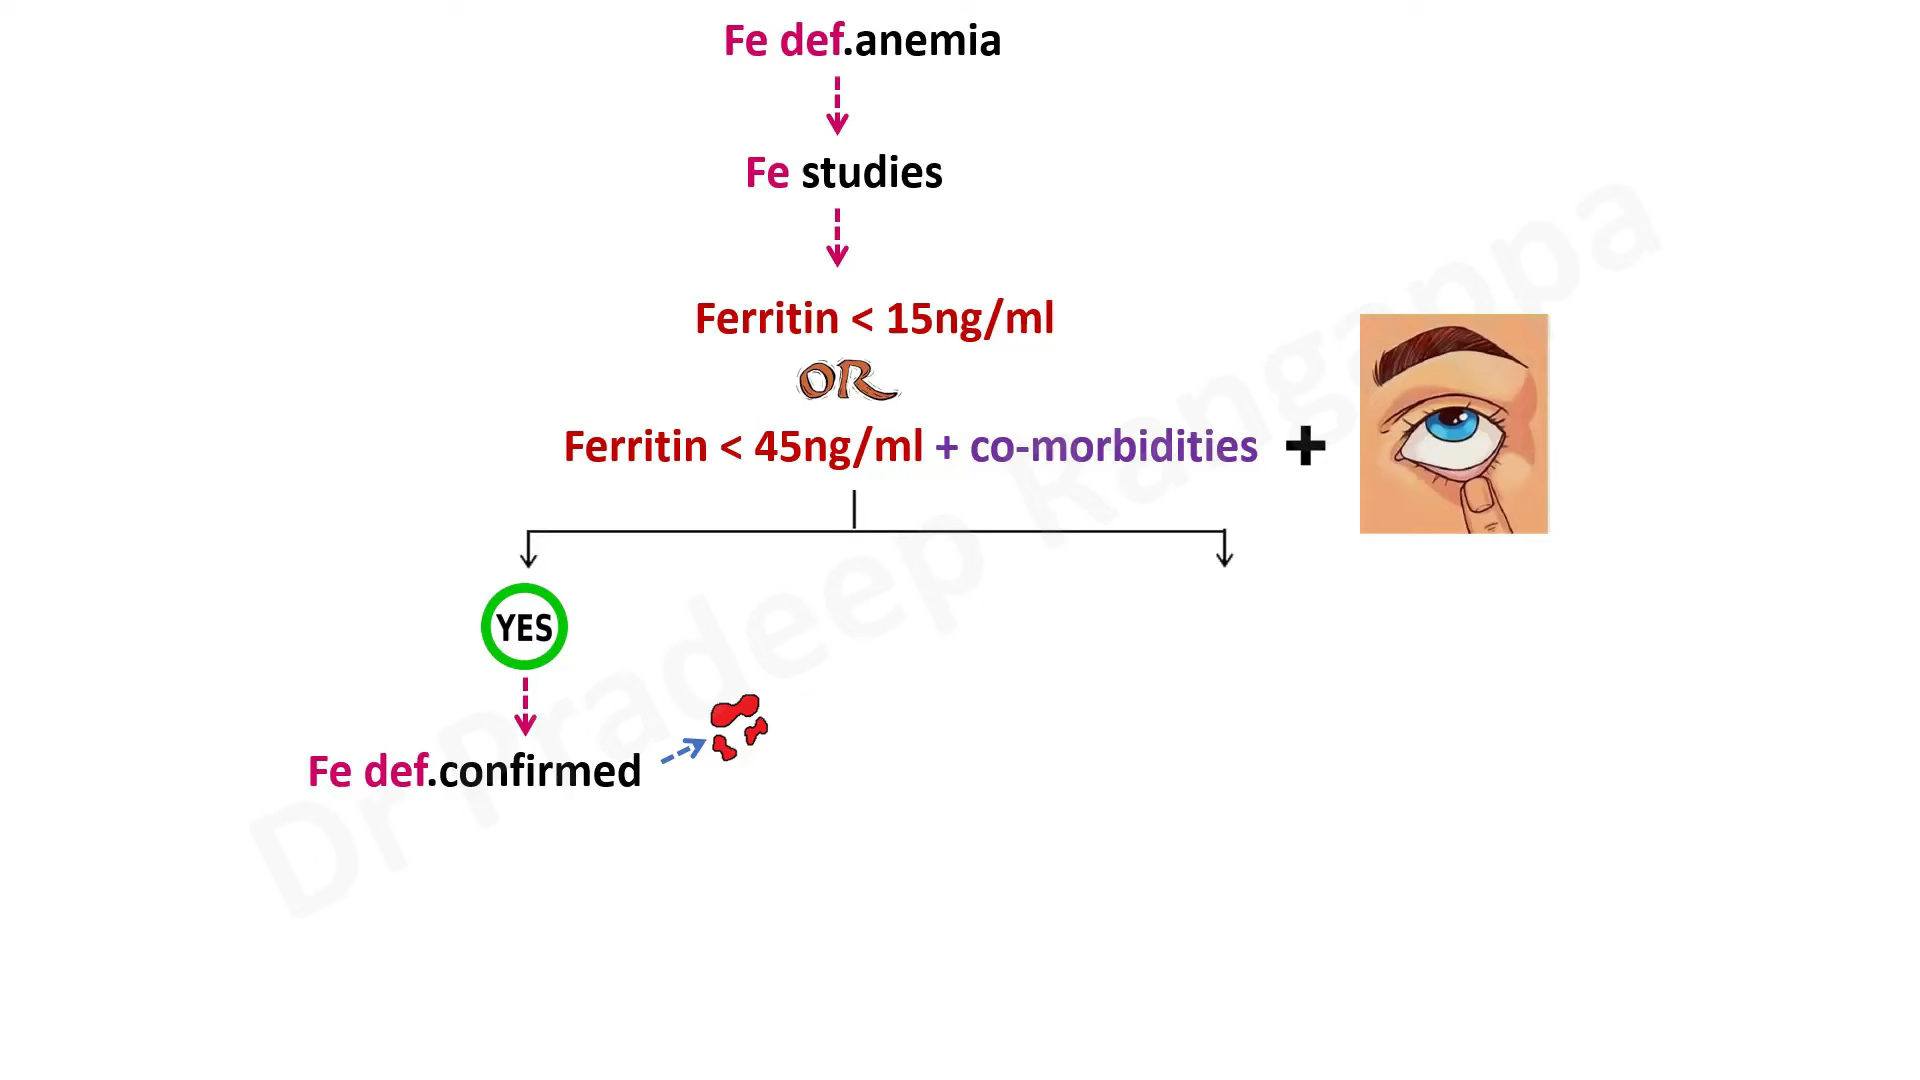 Fe def.anemia
Fe studies
Ferritin < 15ng/ml
OR
Ferritin < 45ng/ml + co-morbidities +
YES
Fe def.confirmed
Dr Pradeep Kangappa